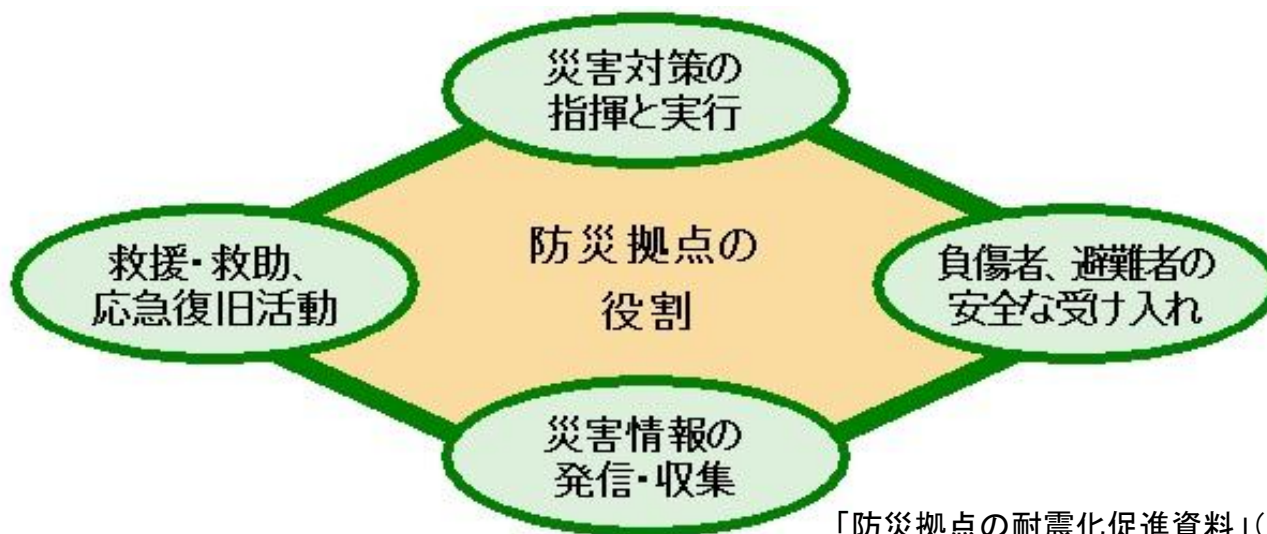 災害対策の
指揮と実行
救援・救助、
応急復旧活動
防災拠点の
役割
負傷者、避難者の
安全な受け入れ
災害情報の
発信・収集
「防災拠点の耐震化促進資料」(